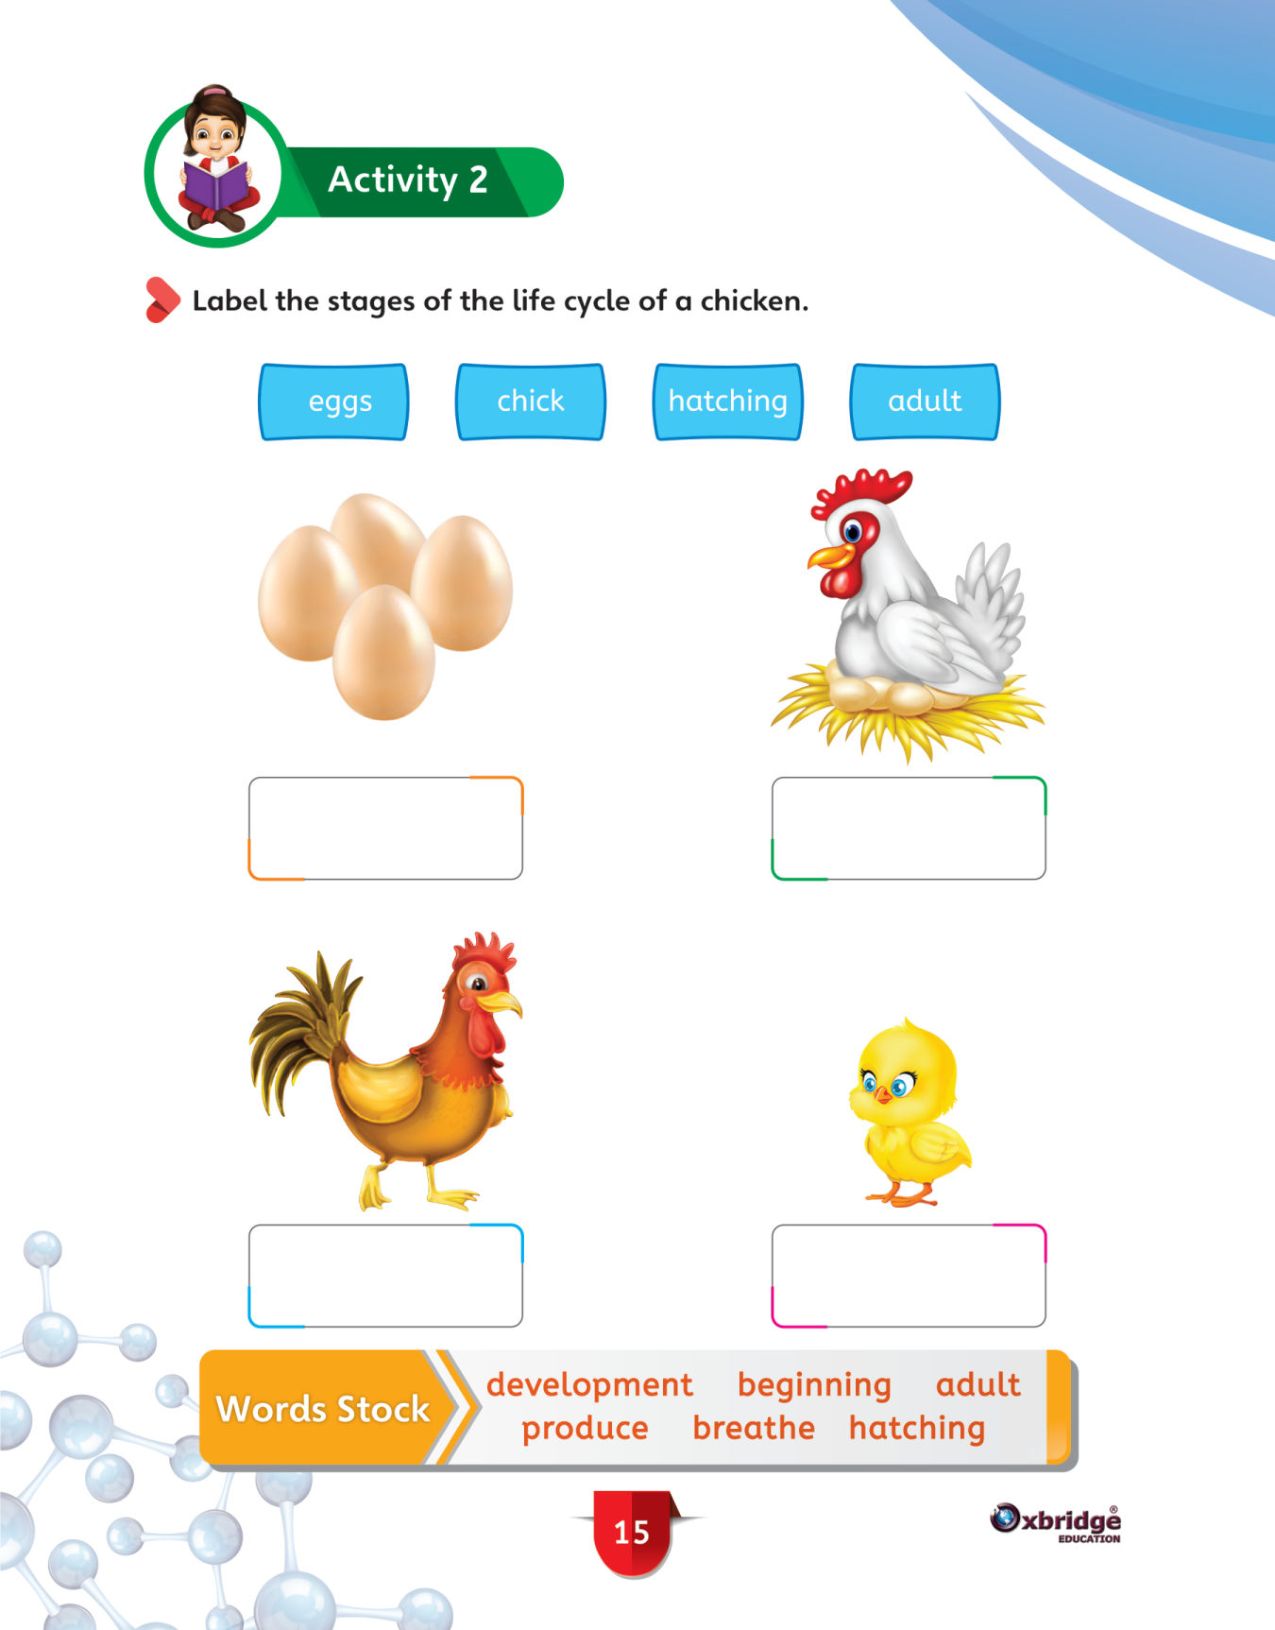 Activity 2
Label the stages of the life cycle of a chicken.
eggs chick hatching adult
Words Stock
development beginning adult
produce breathe hatching
15
Oxbridge®
EDUCATION